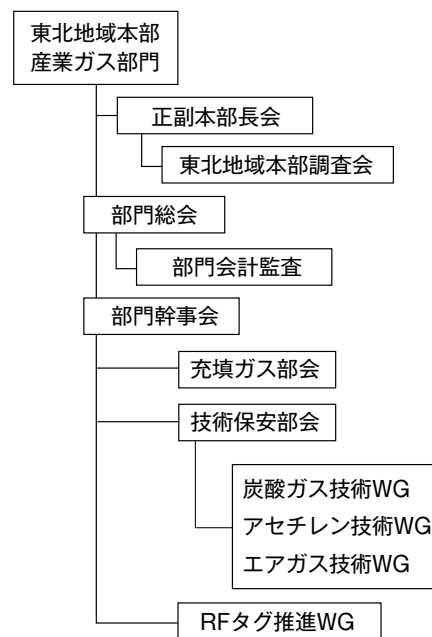 東北地域本部
産業ガス部門
正副本部長会
東北地域本部調査会
部門総会
部門会計監査
部門幹事会
充填ガス部会
技術保安部会
炭酸ガス技術WG
アセチレン技術WG
エアガス技術WG
RFタグ推進WG